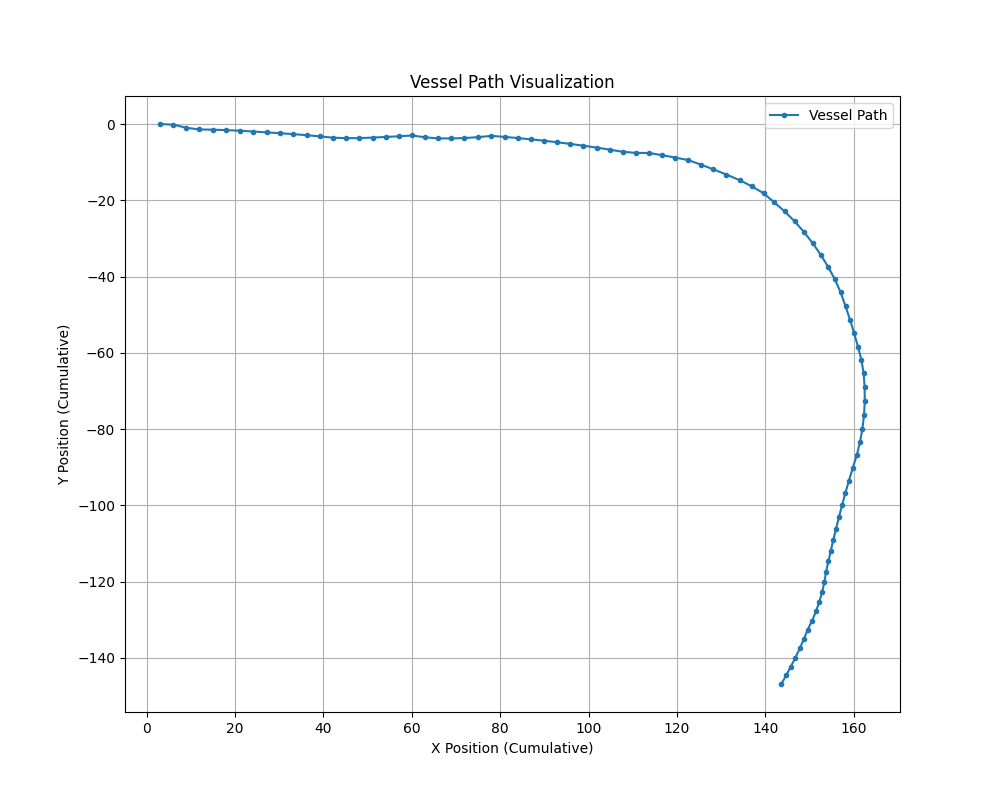 Vessel Path Visualization
Vessel Path
Y Position (Cumulative)
0
−20
−40
−60
−80
−100
−120
−140
0 20 40 60 80 100 120 140 160
X Position (Cumulative)